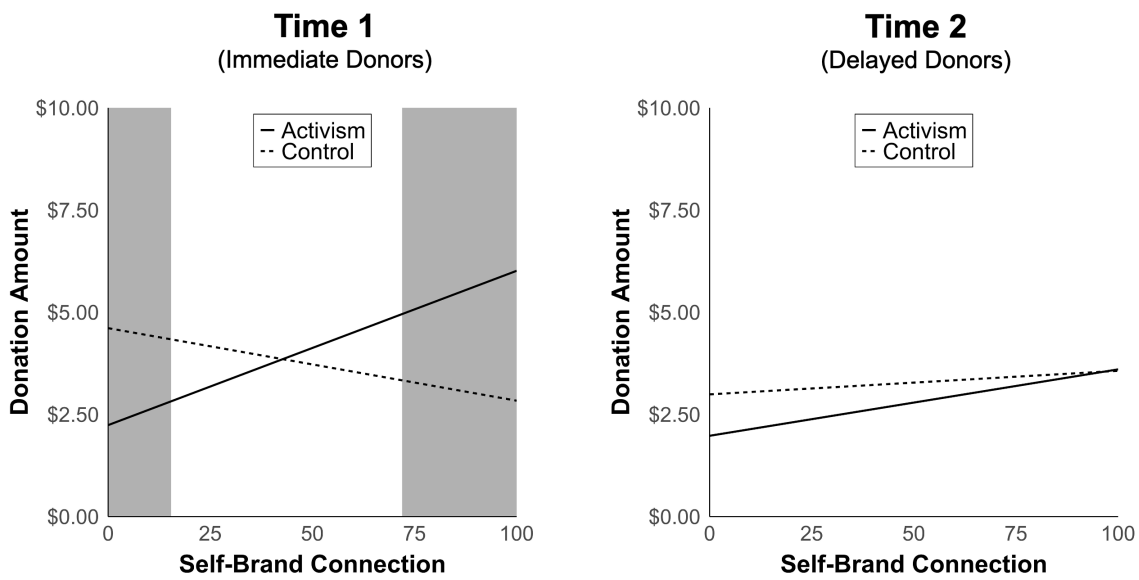 Time 1
(Immediate Donors)
$10.00
$7.50
$5.00
$2.50
$0.00
Donation Amount
Activism
Control
0 25 50 75 100
Self-Brand Connection
Time 2
(Delayed Donors)
$10.00
$7.50
$5.00
$2.50
$0.00
Donation Amount
Activism
Control
0 25 50 75 100
Self-Brand Connection